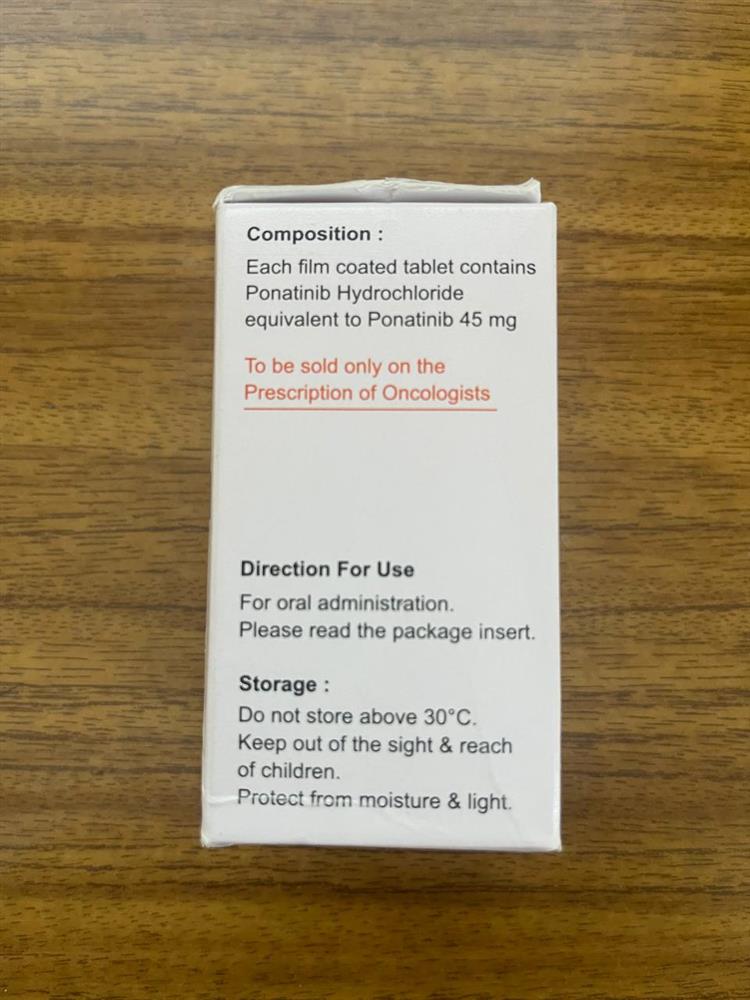 Composition :
Each film coated tablet contains
Ponatinib Hydrochloride
equivalent to Ponatinib 45 mg
To be sold only on the
Prescription of Oncologists
Direction For Use
For oral administration.
Please read the package insert.
Storage :
Do not store above 30°C.
Keep out of the sight & reach
of children.
Protect from moisture & light.